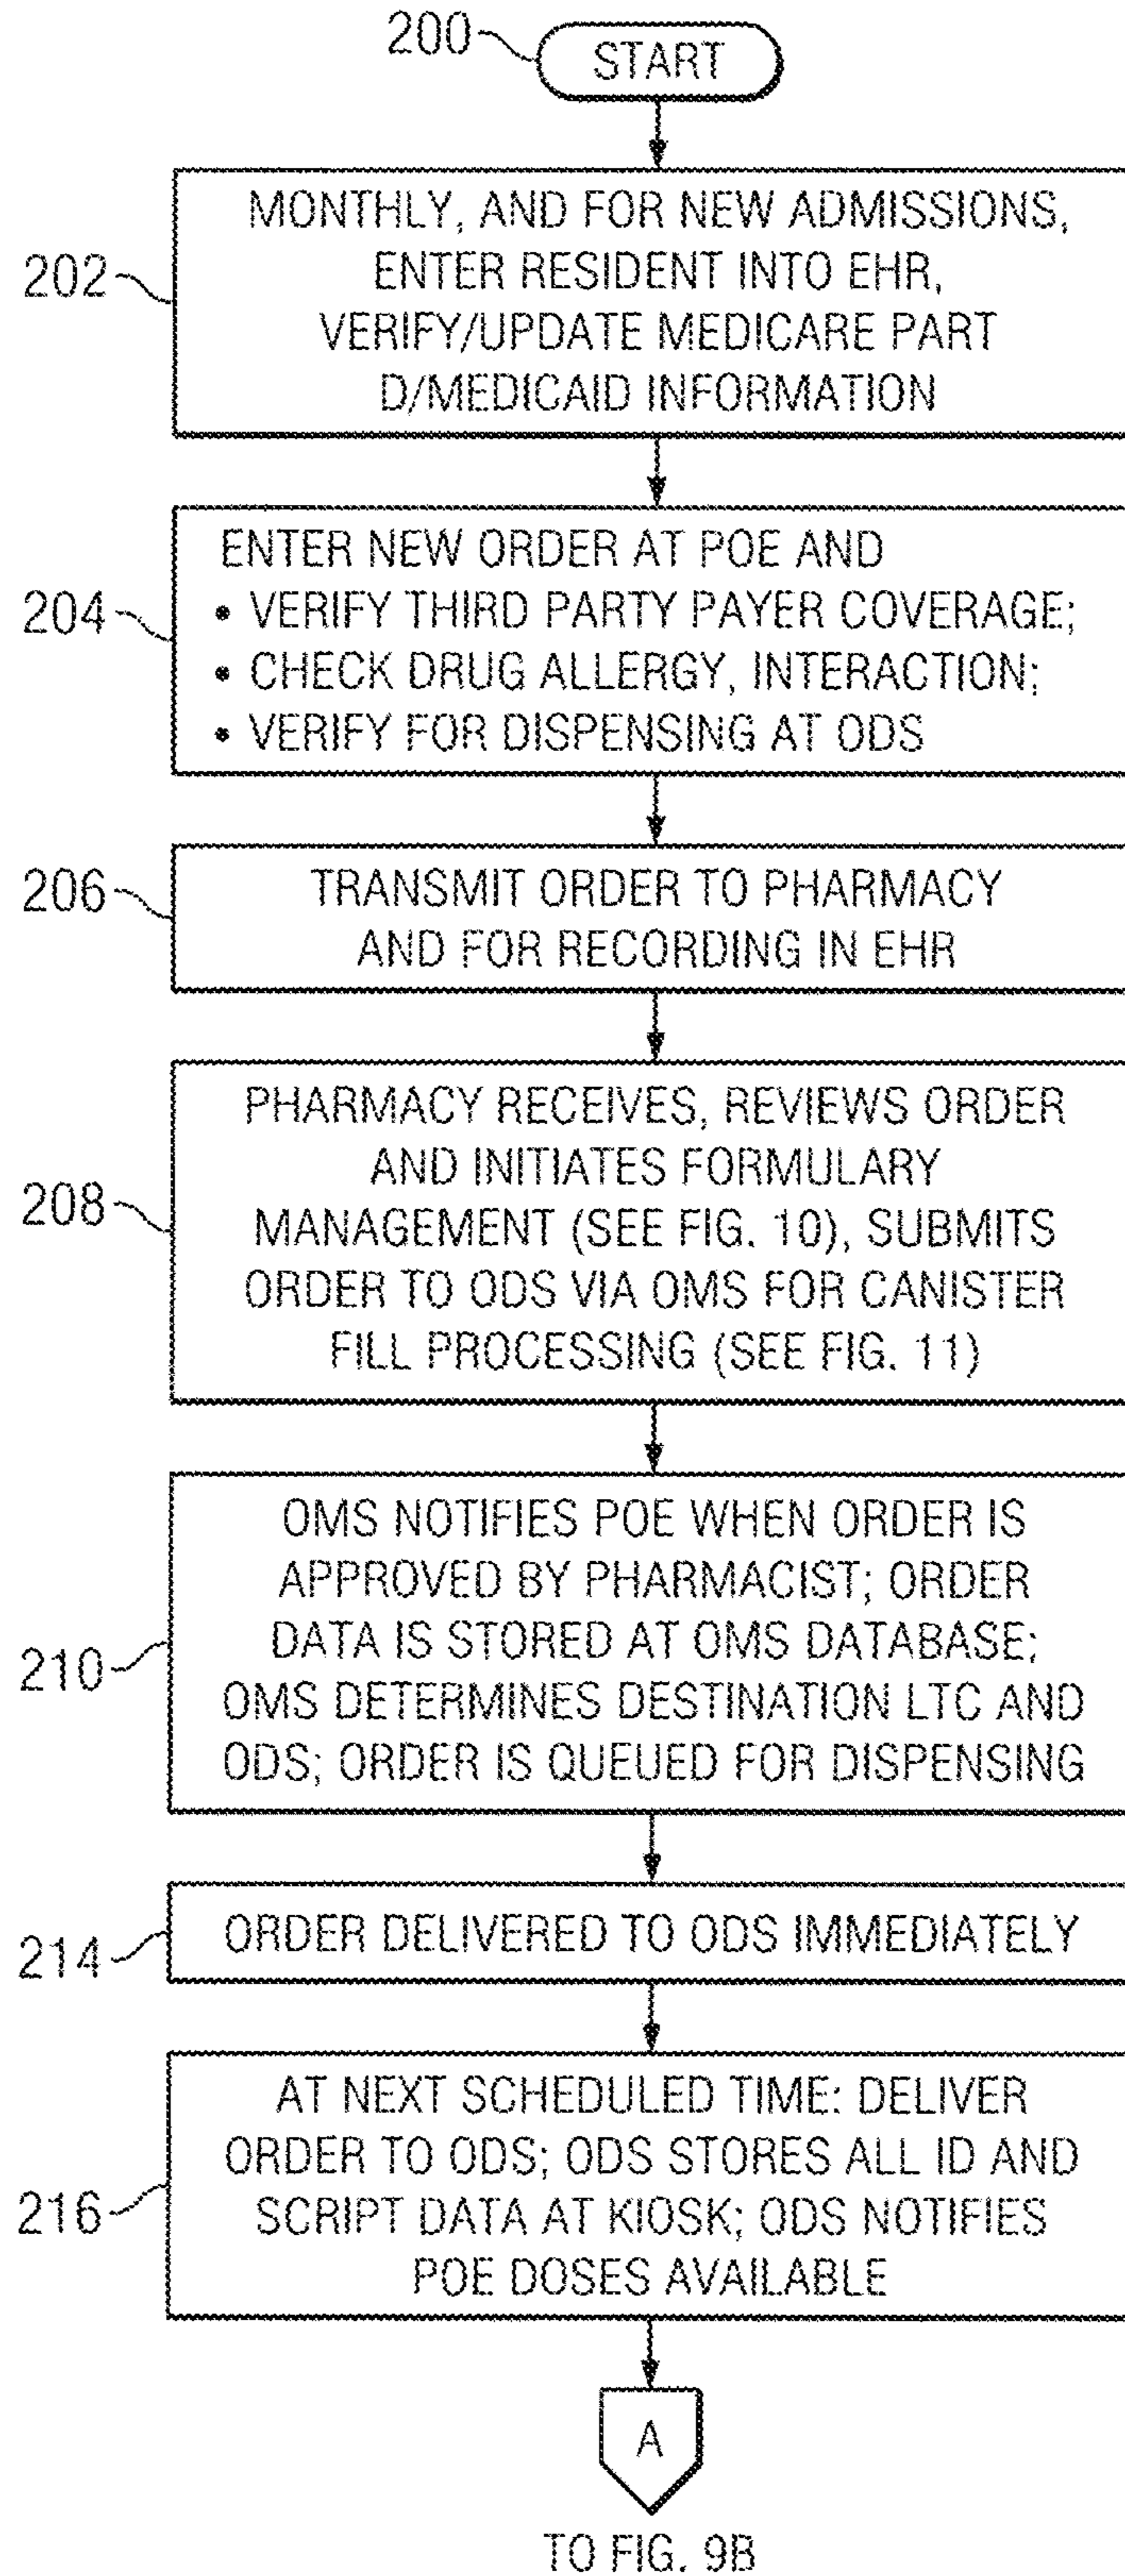 200
START
202
MONTHLY, AND FOR NEW ADMISSIONS,
ENTER RESIDENT INTO EHR,
VERIFY/UPDATE MEDICARE PART
D/MEDICAID INFORMATION
204
ENTER NEW ORDER AT POE AND
• VERIFY THIRD PARTY PAYER COVERAGE;
• CHECK DRUG ALLERGY, INTERACTION;
• VERIFY FOR DISPENSING AT ODS
206
TRANSMIT ORDER TO PHARMACY
AND FOR RECORDING IN EHR
208
PHARMACY RECEIVES, REVIEWS ORDER
AND INITIATES FORMULARY
MANAGEMENT (SEE FIG. 10), SUBMITS
ORDER TO ODS VIA OMS FOR CANISTER
FILL PROCESSING (SEE FIG. 11)
210
OMS NOTIFIES POE WHEN ORDER IS
APPROVED BY PHARMACIST; ORDER
DATA IS STORED AT OMS DATABASE;
OMS DETERMINES DESTINATION LTC AND
ODS; ORDER IS QUEUED FOR DISPENSING
214
ORDER DELIVERED TO ODS IMMEDIATELY
216
AT NEXT SCHEDULED TIME: DELIVER
ORDER TO ODS; ODS STORES ALL ID AND
SCRIPT DATA AT KIOSK; ODS NOTIFIES
POE DOSES AVAILABLE
A
TO FIG. 9B